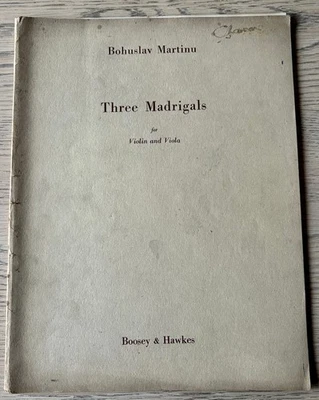 Bohuslav Martinu
Three Madrigals
for
Violin and Viola
Boosey & Hawkes